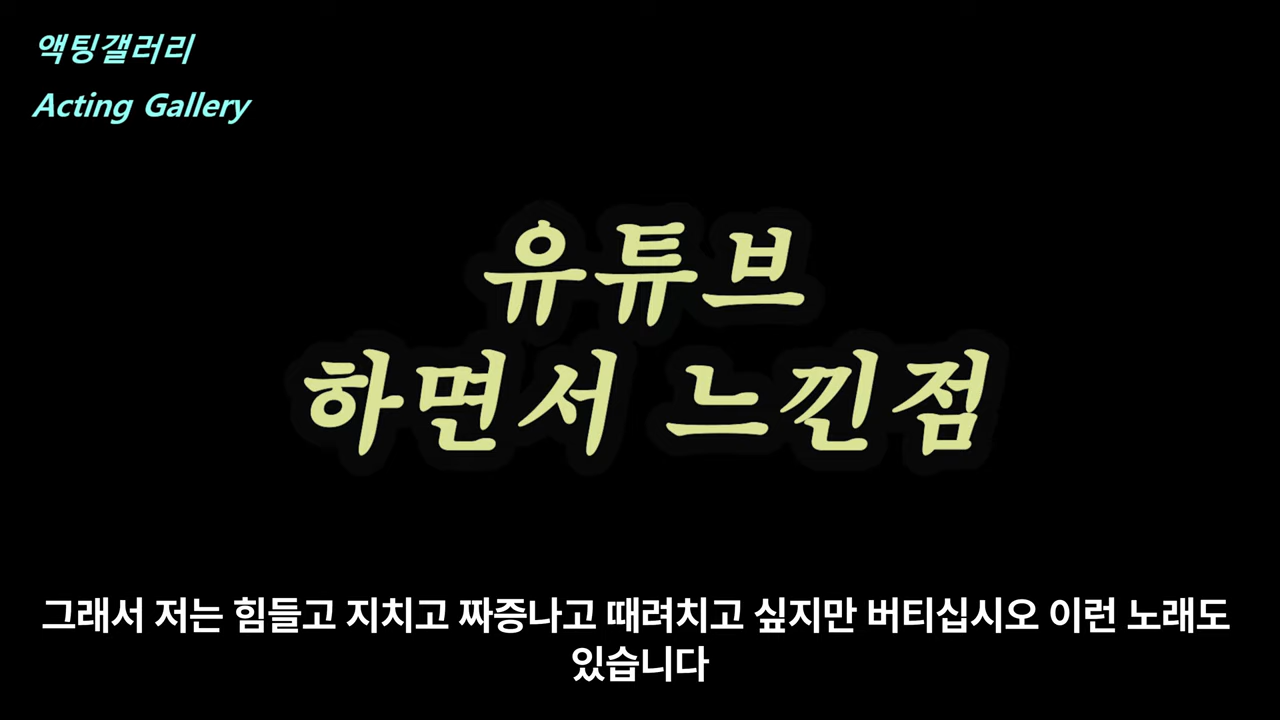 액팅갤러리
Acting Gallery
유튜브
하면서 느낀점
그래서 저는 힘들고 지치고 짜증나고 때려치고 싶지만 버티십시오 이런 노래도
있습니다